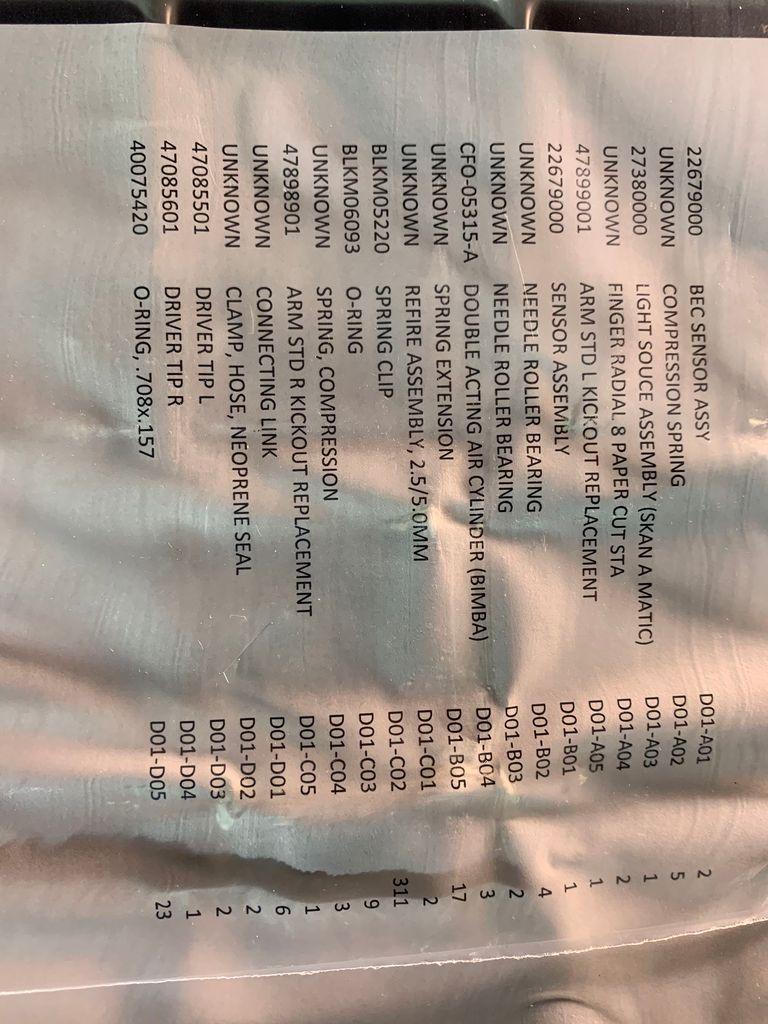 22679000 BEC SENSOR ASSY D01-A01 2
UNKNOWN COMPRESSION SPRING D01-A02 5
27380000 LIGHT SOUCE ASSEMBLY (SKAN A MATIC) D01-A03 1
UNKNOWN FINGER RADIAL 8 PAPER CUT STA D01-A04 2
47899001 ARM STD L KICKOUT REPLACEMENT D01-A05 1
22679000 SENSOR ASSEMBLY D01-B01 1
UNKNOWN NEEDLE ROLLER BEARING D01-B02 4
UNKNOWN NEEDLE ROLLER BEARING D01-B03 2
CFO-05315-A DOUBLE ACTING AIR CYLINDER (BIMBA) D01-B04 3
UNKNOWN SPRING EXTENSION D01-B05 17
UNKNOWN REFIRE ASSEMBLY, 2.5/5.0MM D01-C01 2
BLKM05220 SPRING CLIP D01-C02 311
BLKM06093 O-RING D01-C03 9
UNKNOWN SPRING, COMPRESSION D01-C04 3
47898901 ARM STD R KICKOUT REPLACEMENT D01-C05 1
UNKNOWN CONNECTING LINK D01-D01 6
UNKNOWN CLAMP, HOSE, NEOPRENE SEAL D01-D02 2
47085501 DRIVER TIP L D01-D03 2
47085601 DRIVER TIP R D01-D04 1
40075420 O-RING, .708x.157 D01-D05 23